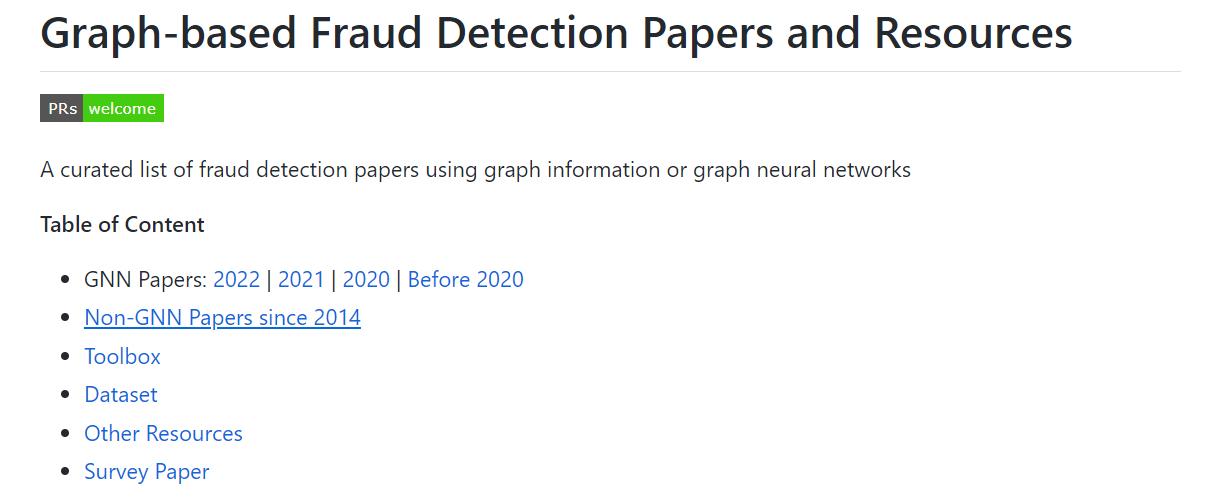 Graph-based Fraud Detection Papers and Resources
PRs welcome
A curated list of fraud detection papers using graph information or graph neural networks
Table of Content
GNN Papers: 2022 | 2021 | 2020 | Before 2020
Non-GNN Papers since 2014
Toolbox
Dataset
Other Resources
Survey Paper